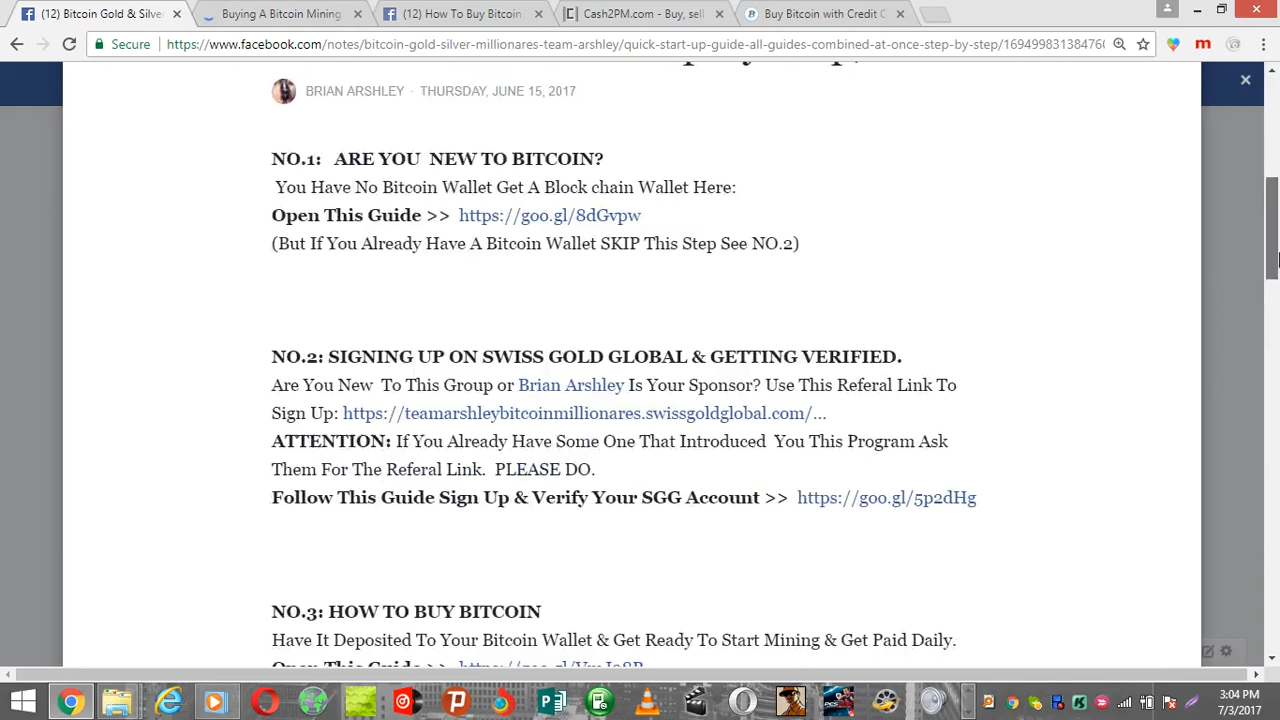 (12) Bitcoin Gold & Silver
Buying A Bitcoin Mining
(12) How To Buy Bitcoin
Cash2PM.com - Buy, sell
Buy Bitcoin with Credit C
Secure
https://www.facebook.com/notes/bitcoin-gold-silver-millionares-team-arshley/quick-start-up-guide-all-guides-combined-at-once-step-by-step/169499831384760
BRIAN ARSHLEY · THURSDAY, JUNE 15, 2017
NO.1: ARE YOU NEW TO BITCOIN?
You Have No Bitcoin Wallet Get A Block chain Wallet Here:
Open This Guide >> https://goo.gl/8dGvpw
(But If You Already Have A Bitcoin Wallet SKIP This Step See NO.2)
NO.2: SIGNING UP ON SWISS GOLD GLOBAL & GETTING VERIFIED.
Are You New To This Group or Brian Arshley Is Your Sponsor? Use This Referal Link To
Sign Up: https://teamarshleybitcoinmillionares.swissgoldglobal.com/...
ATTENTION: If You Already Have Some One That Introduced You This Program Ask
Them For The Referal Link. PLEASE DO.
Follow This Guide Sign Up & Verify Your SGG Account >> https://goo.gl/5p2dHg
NO.3: HOW TO BUY BITCOIN
Have It Deposited To Your Bitcoin Wallet & Get Ready To Start Mining & Get Paid Daily.
Open This Guide >>
3:04 PM
7/3/2017